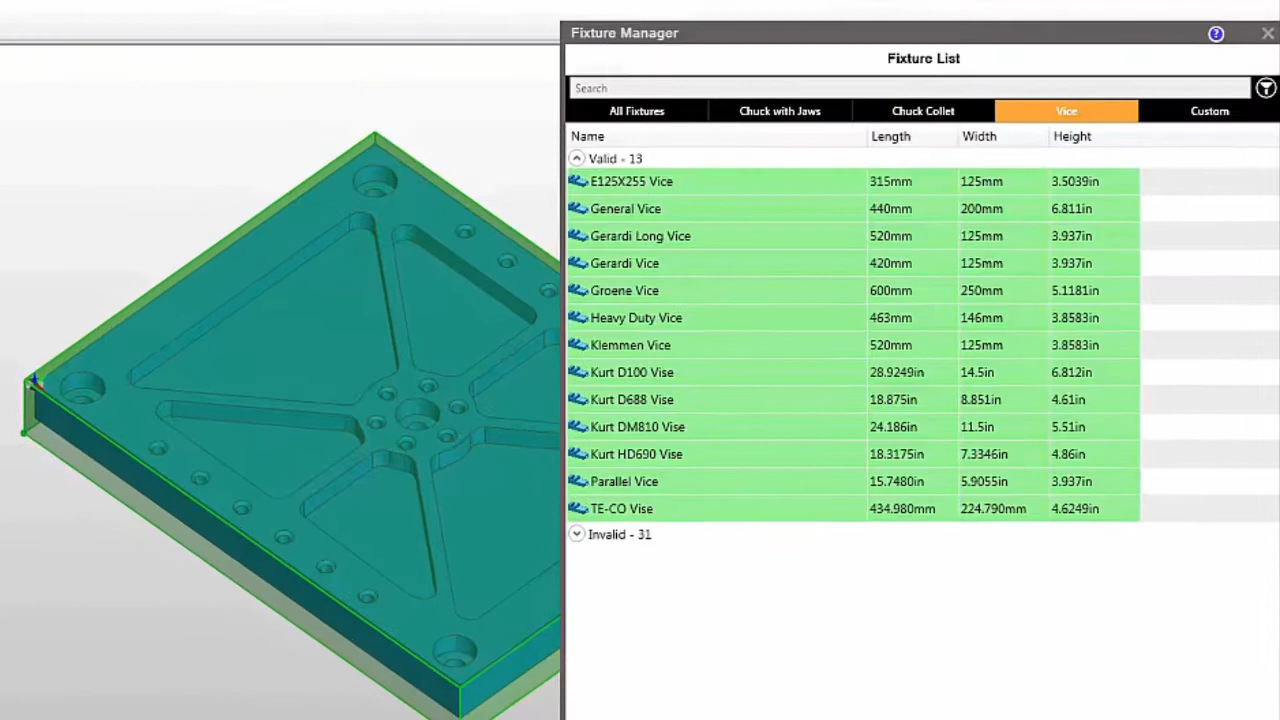 Fixture Manager ?
Fixture List
Search
All Fixtures Chuck with Jaws Chuck Collet Vice Custom
Name Length Width Height
Valid - 13
E125X255 Vice 315mm 125mm 3.5039in
General Vice 440mm 200mm 6.811in
Gerardi Long Vice 520mm 125mm 3.937in
Gerardi Vice 420mm 125mm 3.937in
Groene Vice 600mm 250mm 5.1181in
Heavy Duty Vice 463mm 146mm 3.8583in
Klemmen Vice 520mm 125mm 3.8583in
Kurt D100 Vise 28.9249in 14.5in 6.812in
Kurt D688 Vise 18.875in 8.851in 4.61in
Kurt DM810 Vise 24.186in 11.5in 5.51in
Kurt HD690 Vise 18.3175in 7.3346in 4.86in
Parallel Vice 15.7480in 5.9055in 3.937in
TE-CO Vise 434.980mm 224.790mm 4.6249in
Invalid - 31